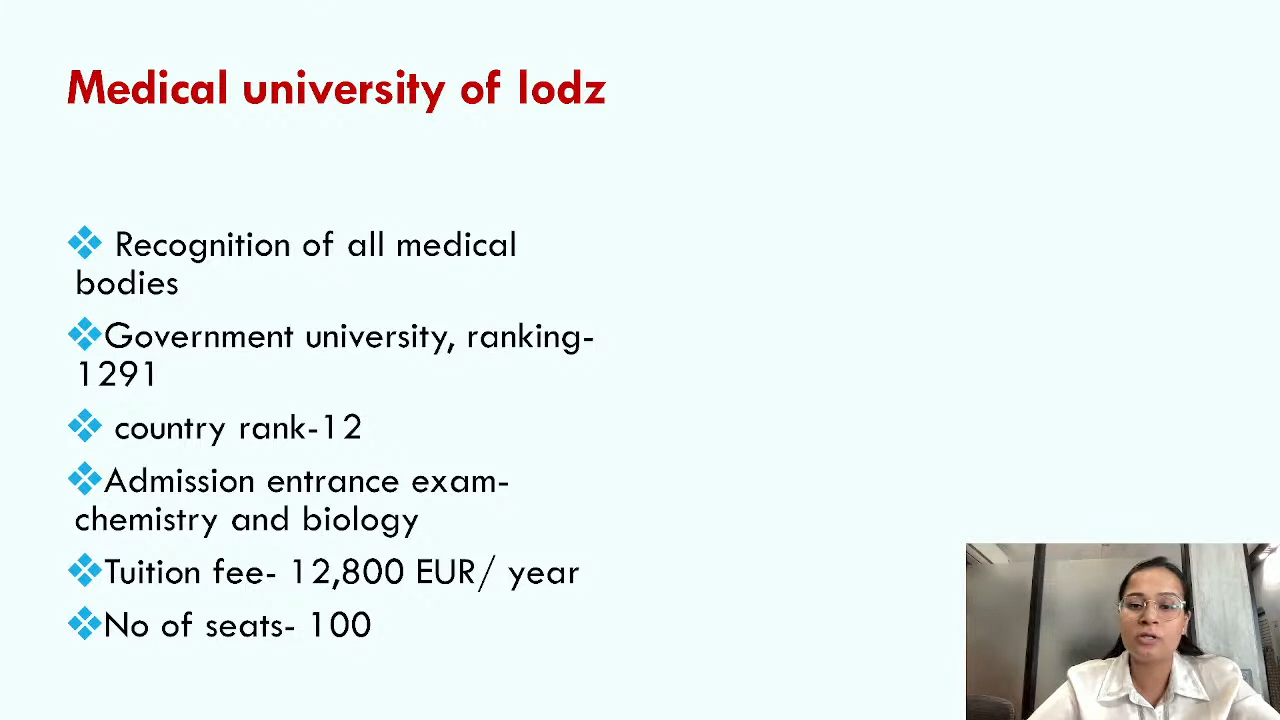 Medical university of lodz
Recognition of all medical
bodies
Government university, ranking-
1291
country rank-12
Admission entrance exam-
chemistry and biology
Tuition fee- 12,800 EUR/ year
No of seats- 100